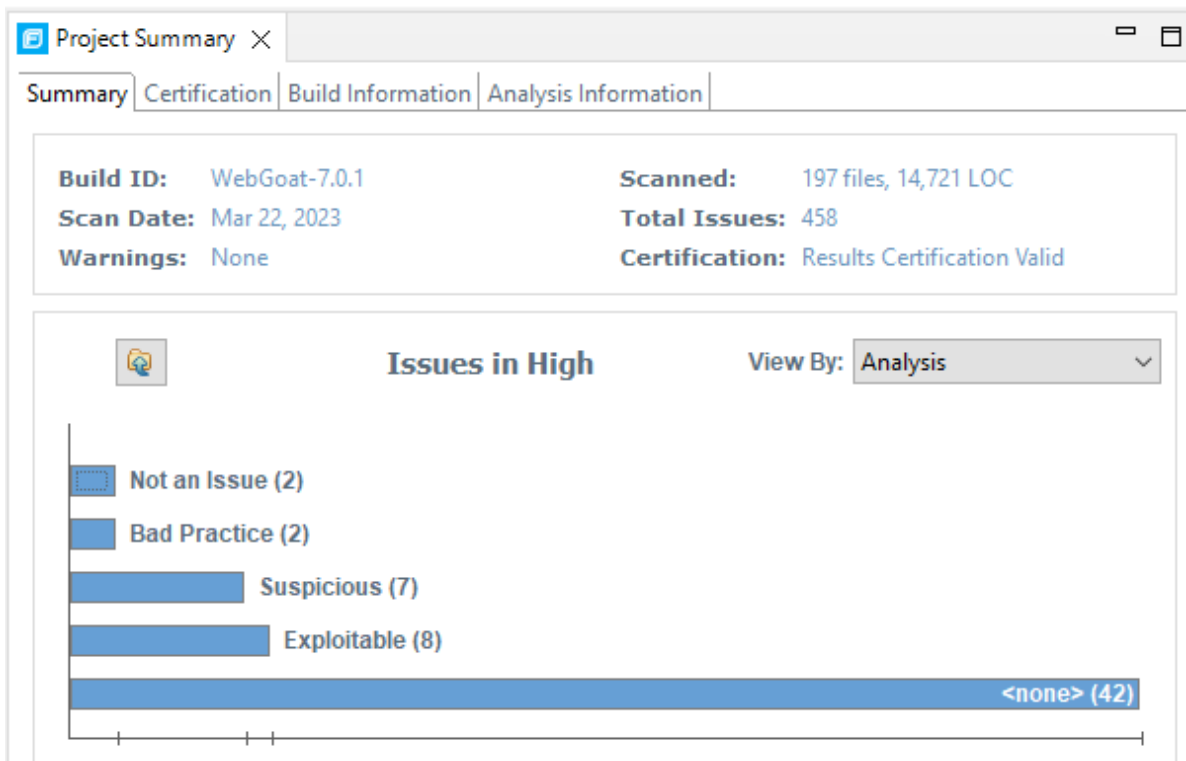 Project Summary
Summary Certification Build Information Analysis Information
Build ID: WebGoat-7.0.1 Scanned: 197 files, 14,721 LOC
Scan Date: Mar 22, 2023 Total Issues: 458
Warnings: None Certification: Results Certification Valid
Issues in High View By: Analysis
Not an Issue (2)
Bad Practice (2)
Suspicious (7)
Exploitable (8)
<none> (42)